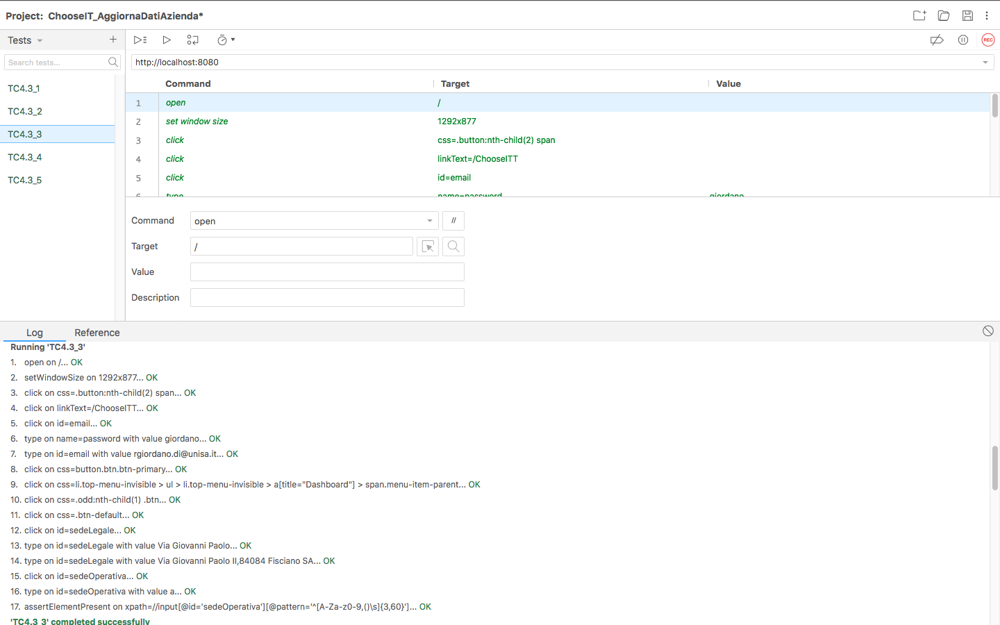 Project: ChooseIT_AggiornaDatiAzienda*
Tests
+
Search tests...
TC4.3_1
TC4.3_2
TC4.3_3
TC4.3_4
TC4.3_5
REC
http://localhost:8080
Command Target Value
1 open /
2 set window size 1292x877
3 click css=.button:nth-child(2) span
4 click linkText=/ChooseITT
5 click id=email
6 type name=password giordano
Command open //
Target /
Value
Description
Log Reference
Running 'TC4.3_3'
1. open on /... OK
2. setWindowSize on 1292x877... OK
3. click on css=.button:nth-child(2) span... OK
4. click on linkText=/ChooseITT... OK
5. click on id=email... OK
6. type on name=password with value giordano... OK
7. type on id=email with value rgiordano.di@unisa.it... OK
8. click on css=button.btn.btn-primary... OK
9. click on css=li.top-menu-invisible > ul > li.top-menu-invisible > a[title="Dashboard"] > span.menu-item-parent... OK
10. click on css=.odd:nth-child(1) .btn... OK
11. click on css=.btn-default... OK
12. click on id=sedeLegale... OK
13. type on id=sedeLegale with value Via Giovanni Paolo... OK
14. type on id=sedeLegale with value Via Giovanni Paolo II,84084 Fisciano SA... OK
15. click on id=sedeOperativa... OK
16. type on id=sedeOperativa with value a... OK
17. assertElementPresent on xpath=//input[@id='sedeOperativa'][@pattern='^[A-Za-z0-9,()\s]{3,60}']... OK
'TC4.3_3' completed successfully